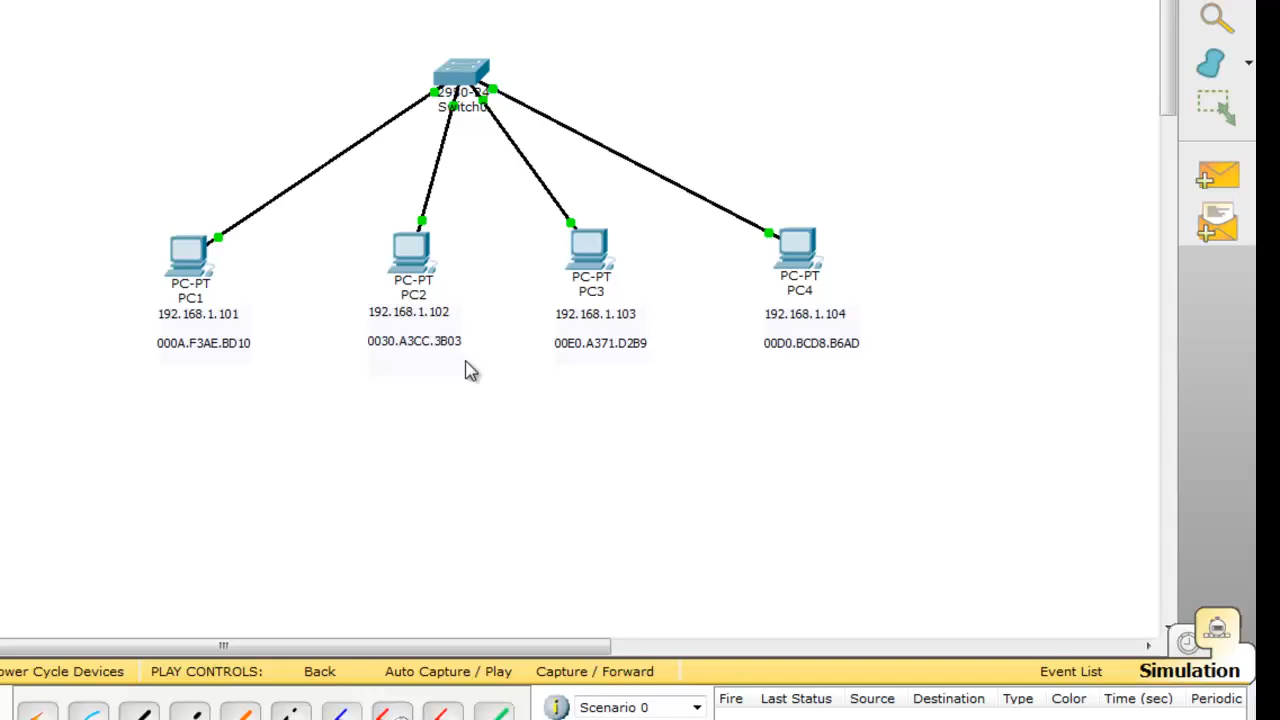 Switch0
PC-PT
PC1
192.168.1.101
000A.F3AE.BD10
PC-PT
PC2
192.168.1.102
0030.A3CC.3B03
PC-PT
PC3
192.168.1.103
00E0.A371.D2B9
PC-PT
PC4
192.168.1.104
00D0.BCD8.B6AD
ower Cycle Devices
PLAY CONTROLS:
Back
Auto Capture / Play
Capture / Forward
Event List
Simulation
Scenario 0
Fire Last Status Source Destination Type Color Time (sec) Periodic